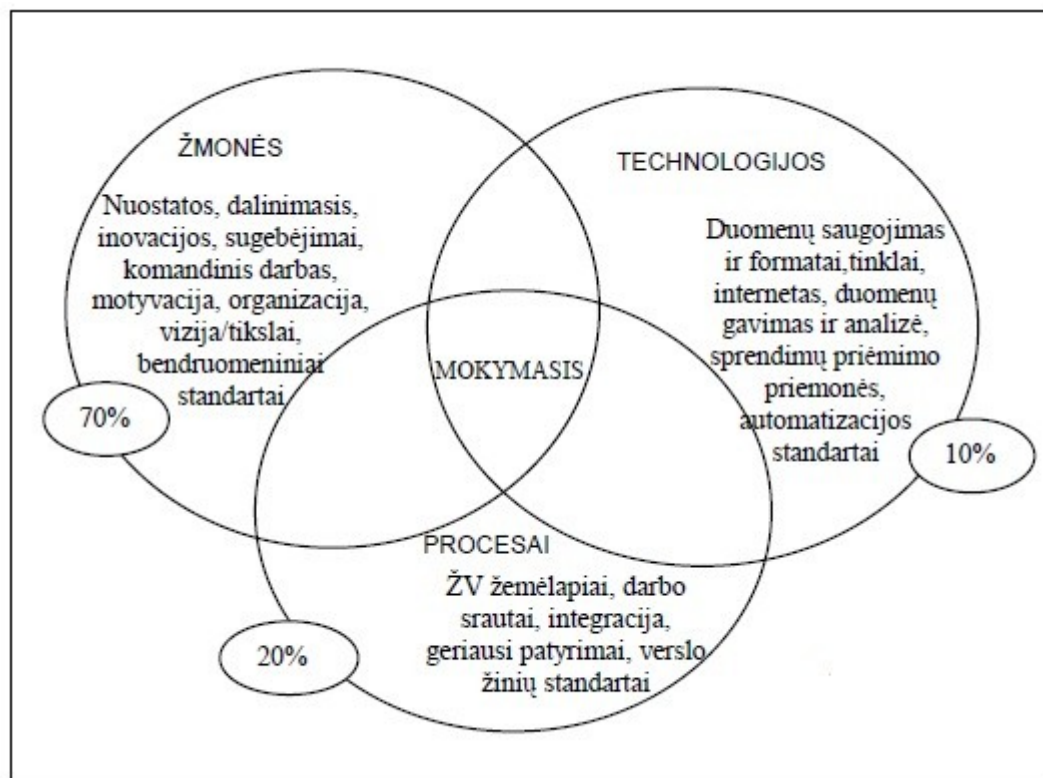 ŽMONĖS
Nuostatos, dalinimasis,
inovacijos, sugebėjimai,
komandinis darbas,
motyvacija, organizacija,
vizija/tikslai,
bendruomeniniai
standartai
70%
TECHNOLOGIJOS
Duomenų saugojimas
ir formatai,tinklai,
internetas, duomenų
gavimas ir analizė,
sprendimų priėmimo
priemonės,
automatizacijos
standartai
10%
MOKYMASIS
PROCESAI
ŽV žemėlapiai, darbo
srautai, integracija,
geriausi patyrimai, verslo
žinių standartai
20%